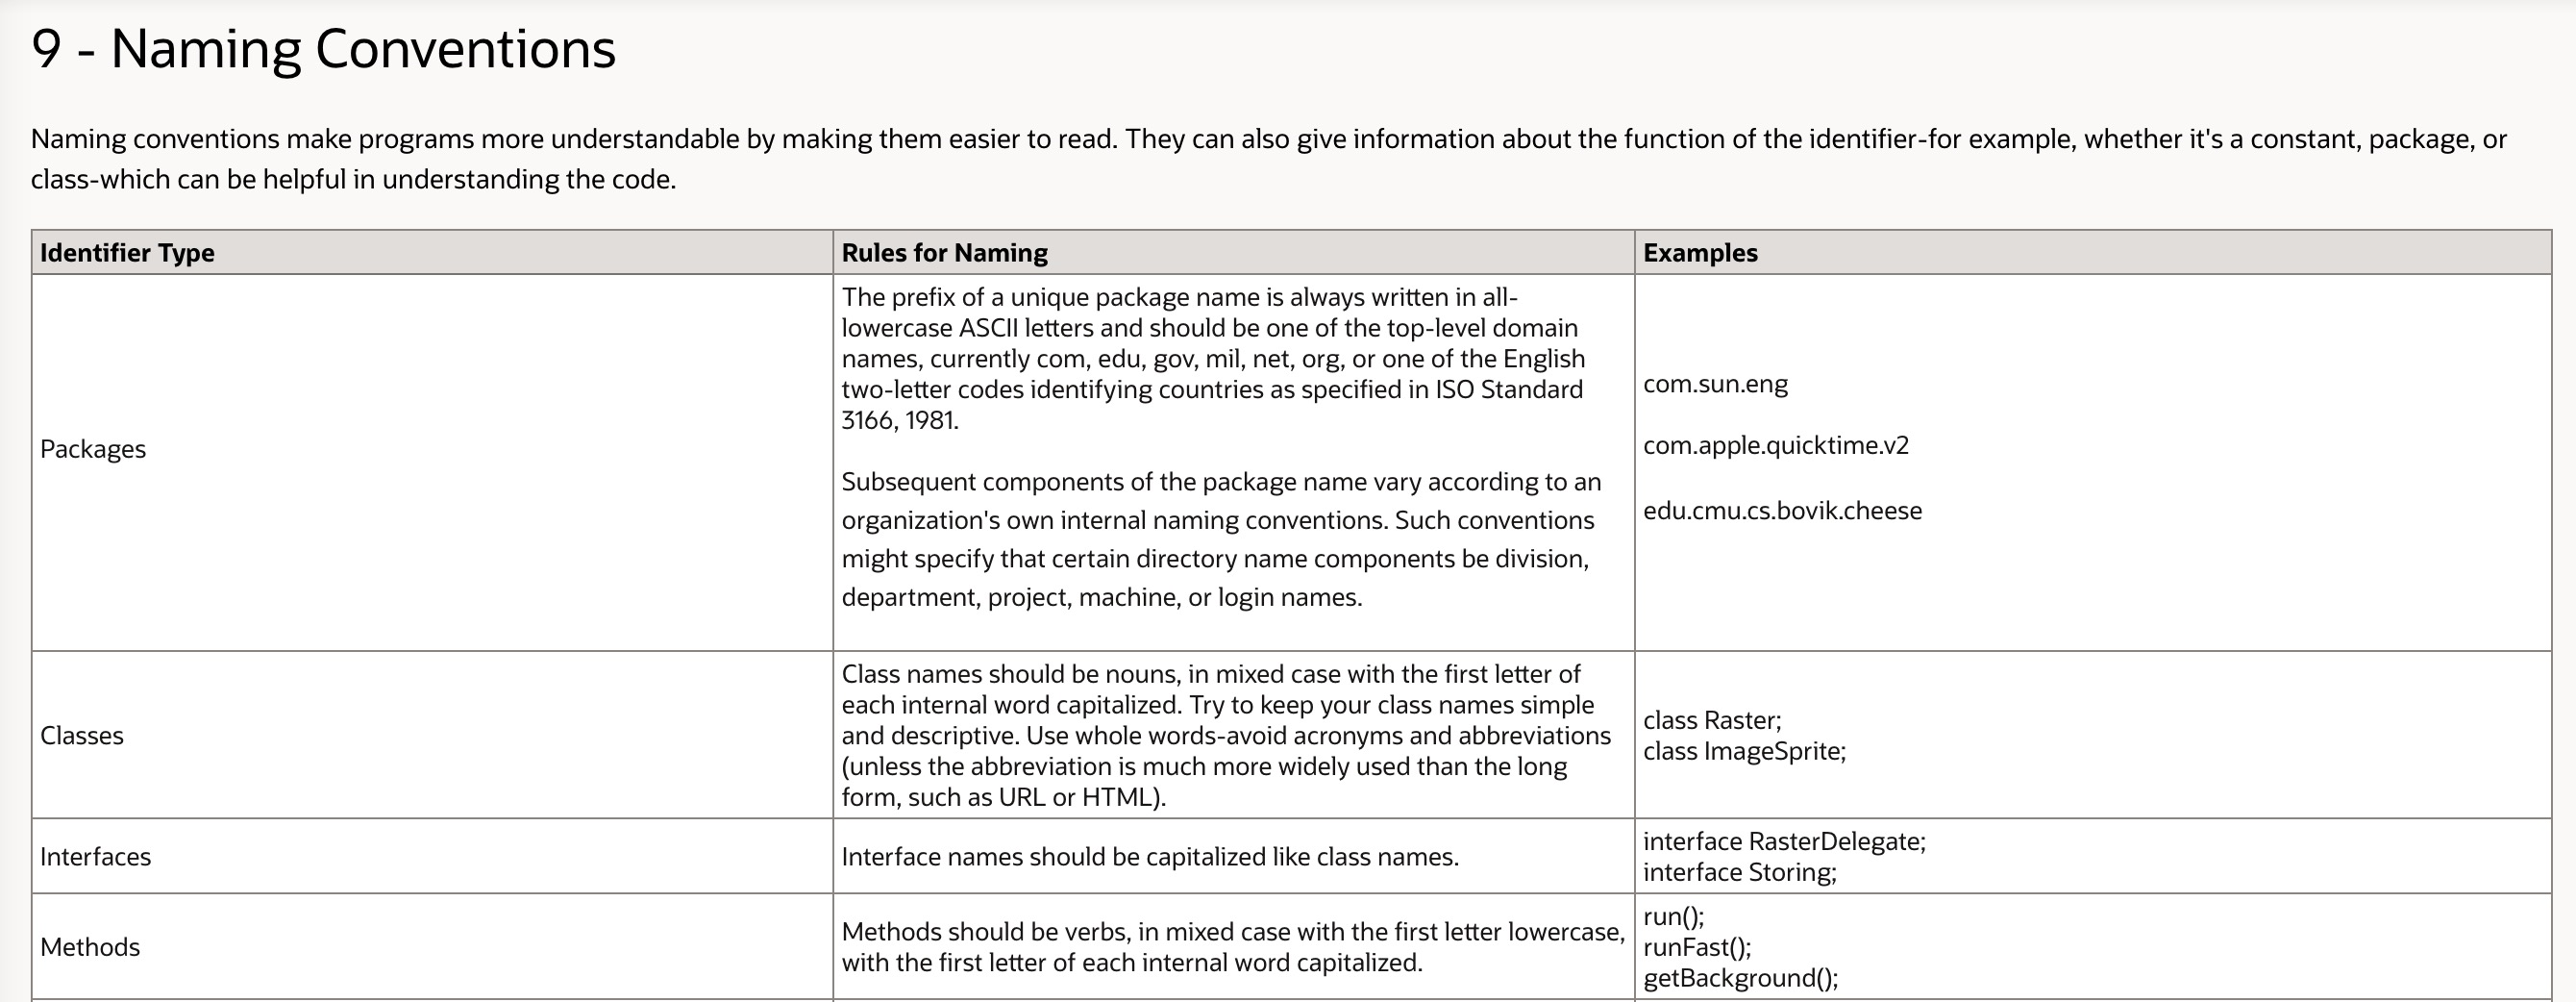 9 - Naming Conventions
Naming conventions make programs more understandable by making them easier to read. They can also give information about the function of the identifier-for example, whether it's a constant, package, or
class-which can be helpful in understanding the code.
Identifier Type
Rules for Naming
Examples
Packages
The prefix of a unique package name is always written in all-
lowercase ASCII letters and should be one of the top-level domain
names, currently com, edu, gov, mil, net, org, or one of the English
two-letter codes identifying countries as specified in ISO Standard
3166, 1981.
Subsequent components of the package name vary according to an
organization's own internal naming conventions. Such conventions
might specify that certain directory name components be division,
department, project, machine, or login names.
com.sun.eng
com.apple.quicktime.v2
edu.cmu.cs.bovik.cheese
Classes
Class names should be nouns, in mixed case with the first letter of
each internal word capitalized. Try to keep your class names simple
and descriptive. Use whole words-avoid acronyms and abbreviations
(unless the abbreviation is much more widely used than the long
form, such as URL or HTML).
class Raster;
class ImageSprite;
Interfaces
Interface names should be capitalized like class names.
interface RasterDelegate;
interface Storing;
Methods
Methods should be verbs, in mixed case with the first letter lowercase,
with the first letter of each internal word capitalized.
run();
runFast();
getBackground();